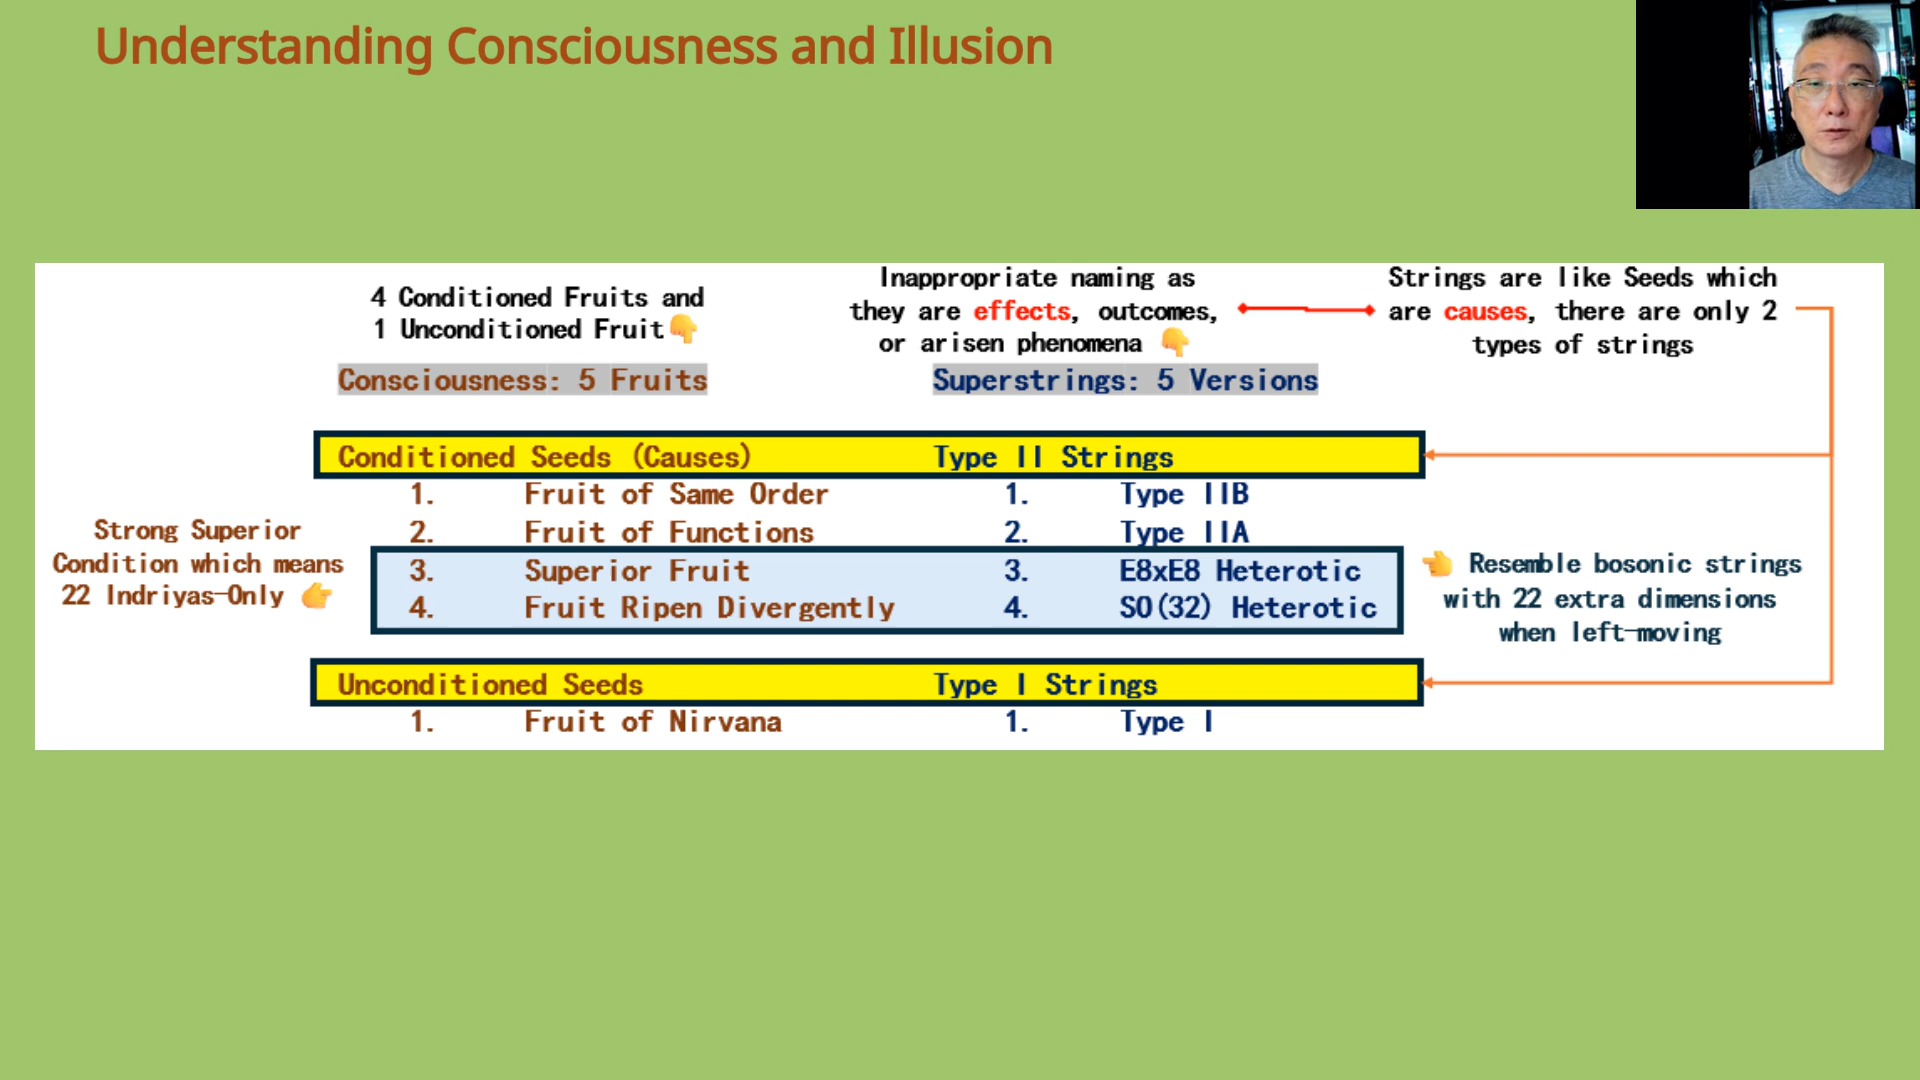 Understanding Consciousness and Illusion
4 Conditioned Fruits and
1 Unconditioned Fruit👇
Inappropriate naming as
they are effects, outcomes,
or arisen phenomena 👇
Strings are like Seeds which
are causes, there are only 2
types of strings
Consciousness: 5 Fruits
Superstrings: 5 Versions
Conditioned Seeds (Causes) Type II Strings
1. Fruit of Same Order 1. Type IIB
2. Fruit of Functions 2. Type IIA
3. Superior Fruit 3. E8xE8 Heterotic
4. Fruit Ripen Divergently 4. SO(32) Heterotic
Strong Superior
Condition which means
22 Indriyas-Only 👉
👈 Resemble bosonic strings
with 22 extra dimensions
when left-moving
Unconditioned Seeds Type I Strings
1. Fruit of Nirvana 1. Type I